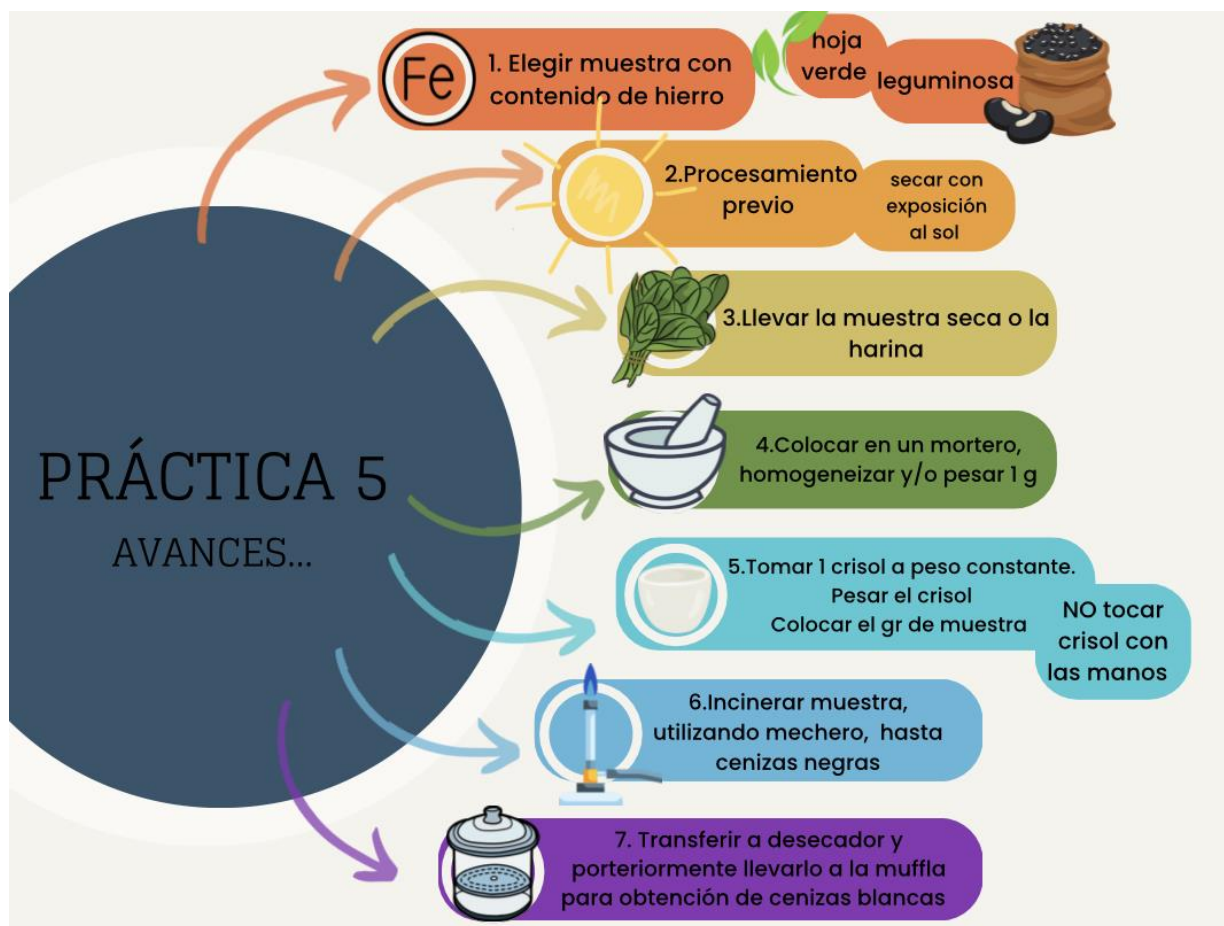 PRÁCTICA 5
AVANCES...
Fe
1. Elegir muestra con
contenido de hierro
hoja
verde
leguminosa
2.Procesamiento
previo
secar con
exposición
al sol
3.Llevar la muestra seca o la
harina
4.Colocar en un mortero,
homogeneizar y/o pesar 1 g
5.Tomar 1 crisol a peso constante.
Pesar el crisol
Colocar el gr de muestra
NO tocar
crisol con
las manos
6.Incinerar muestra,
utilizando mechero, hasta
cenizas negras
7. Transferir a desecador y
porteriormente llevarlo a la muffla
para obtención de cenizas blancas